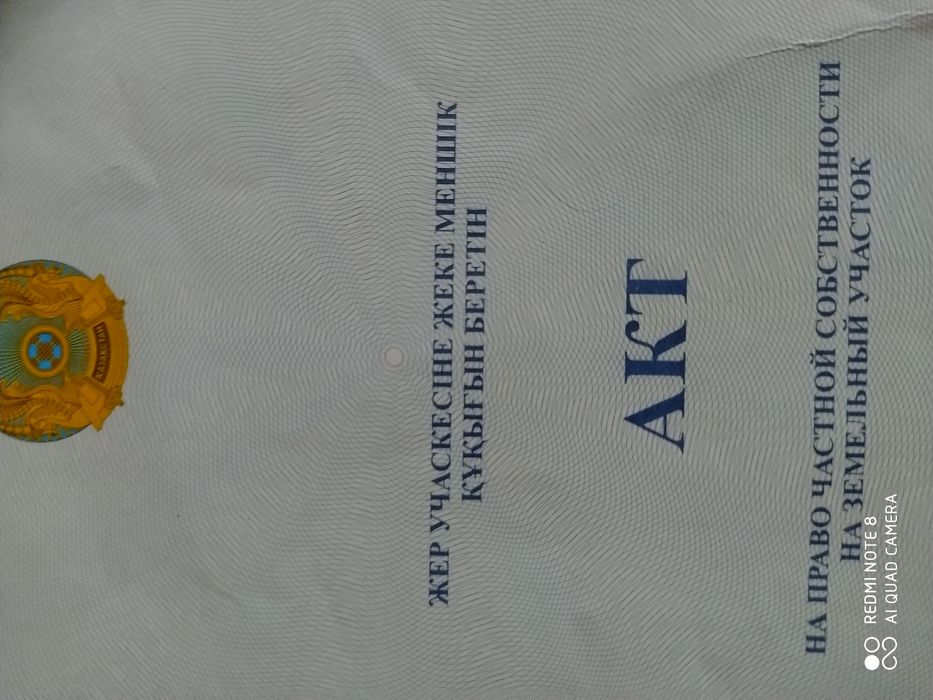 ҚАЗАҚСТАН
ЖЕР УЧАСКЕСІНЕ ЖЕКЕ МЕНШІК
ҚҰҚЫҒЫН БЕРЕТІН
АКТ
НА ПРАВО ЧАСТНОЙ СОБСТВЕННОСТИ
НА ЗЕМЕЛЬНЫЙ УЧАСТОК
REDMI NOTE 8
AI QUAD CAMERA